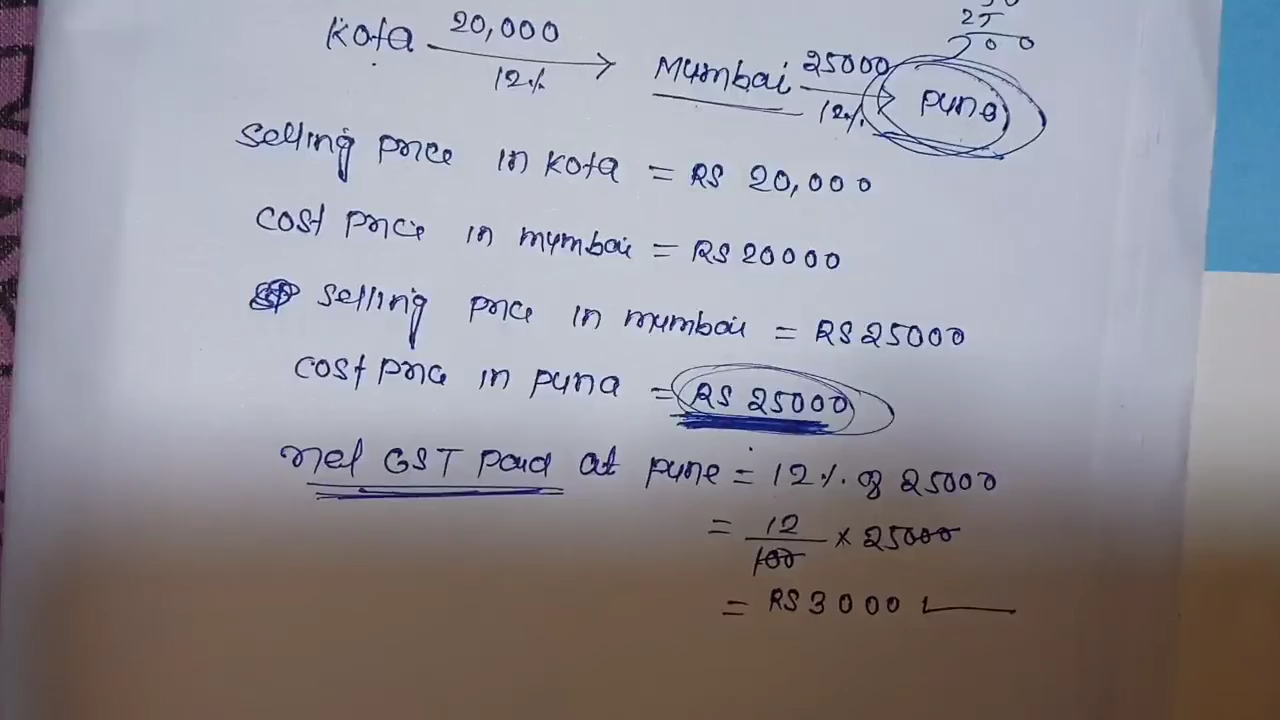 Kota 20,000 12% Mumbai 25000 12% Pune
25
200
Selling price in Kota = RS 20,000
cost price in mumbai = RS 20000
selling price in mumbai = RS 25000
cost price in puna = RS 25000
net GST Paid at pune = 12% of 25000
= 12/100 × 25000
= RS 3000